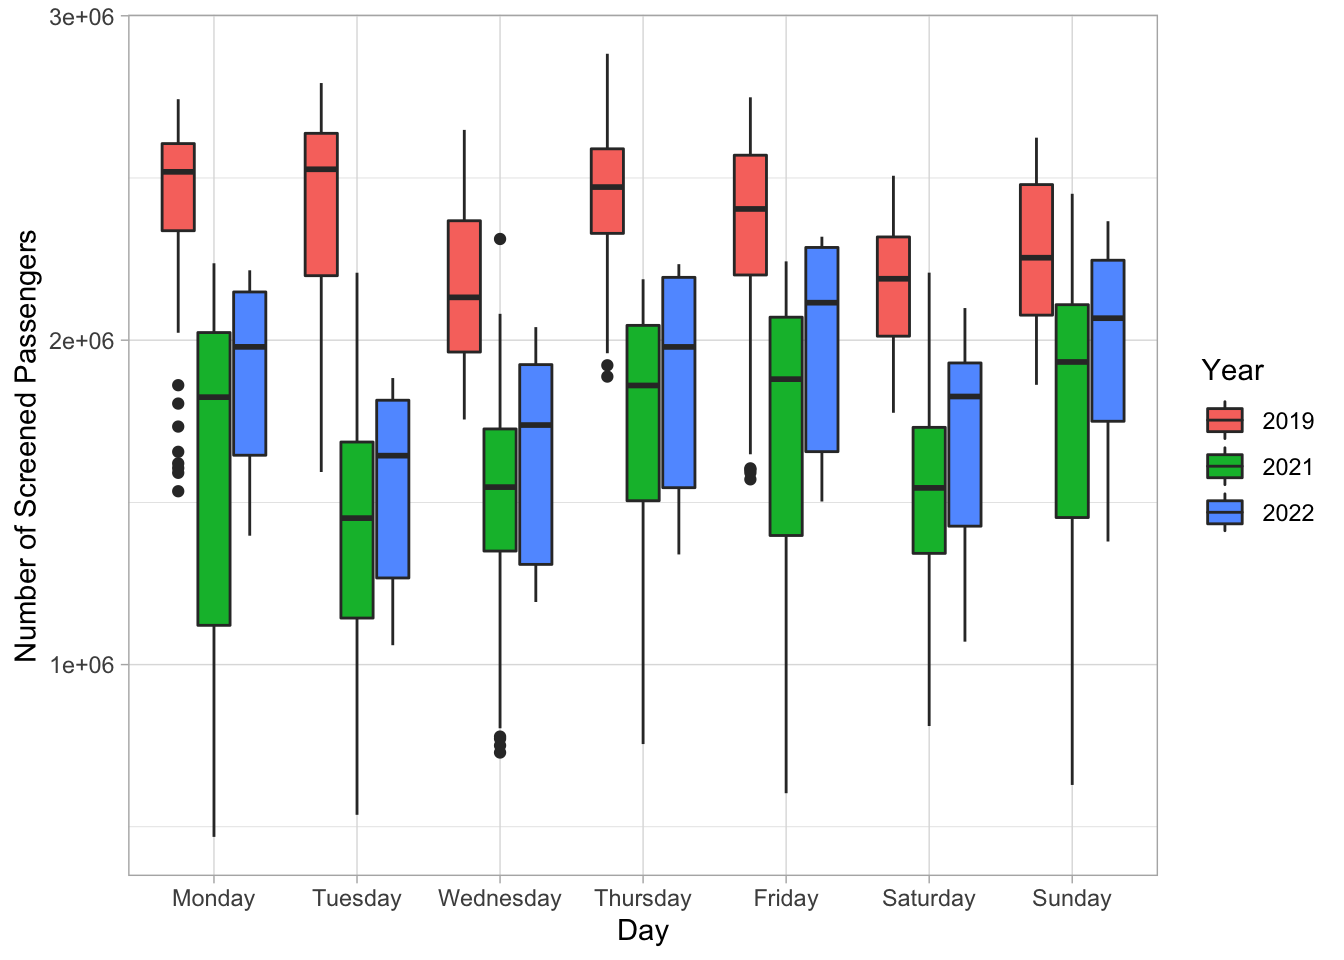 Number of Screened Passengers
3e+06
2e+06
1e+06
Monday
Tuesday
Wednesday
Thursday
Friday
Saturday
Sunday
Day
Year
2019
2021
2022